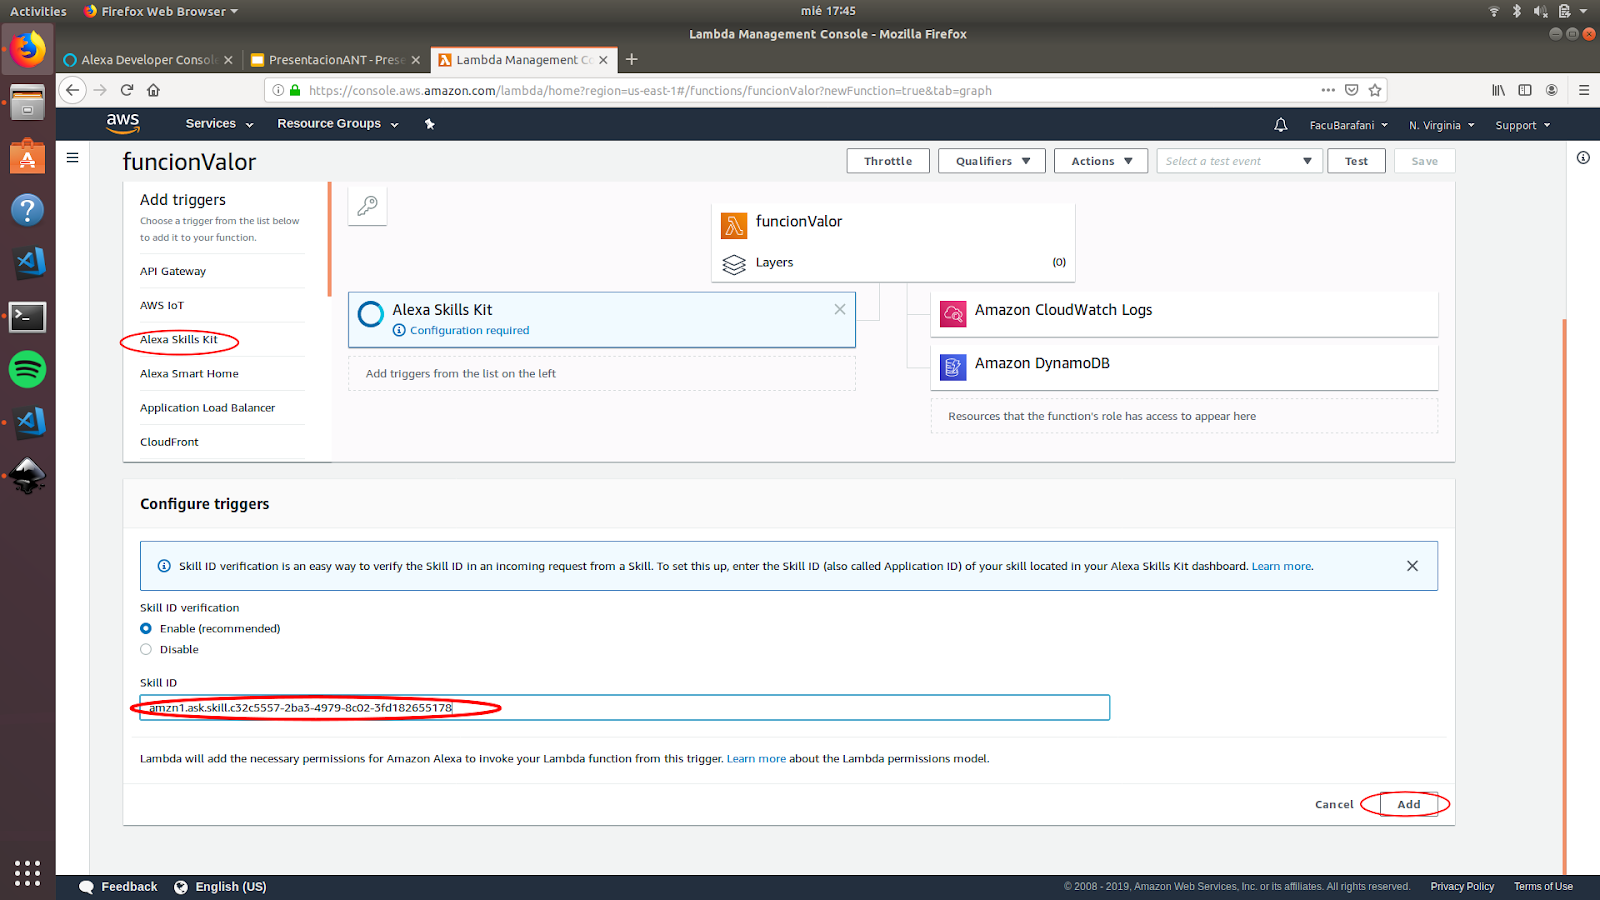 Activities
Firefox Web Browser
mié 17:45
Lambda Management Console - Mozilla Firefox
Alexa Developer Console
PresentacionANT - Prese
Lambda Management Co
https://console.aws.amazon.com/lambda/home?region=us-east-1#/functions/funcionValor?newFunction=true&tab=graph
aws
Services
Resource Groups
FacuBarafani
N. Virginia
Support
funcionValor
Throttle
Qualifiers
Actions
Select a test event
Test
Save
Add triggers
Choose a trigger from the list below
to add it to your function.
API Gateway
AWS IoT
Alexa Skills Kit
Alexa Smart Home
Application Load Balancer
CloudFront
funcionValor
Layers
(0)
Alexa Skills Kit
Configuration required
Add triggers from the list on the left
Amazon CloudWatch Logs
Amazon DynamoDB
Resources that the function's role has access to appear here
Configure triggers
Skill ID verification is an easy way to verify the Skill ID in an incoming request from a Skill. To set this up, enter the Skill ID (also called Application ID) of your skill located in your Alexa Skills Kit dashboard. Learn more.
Skill ID verification
Enable (recommended)
Disable
Skill ID
amzn1.ask.skill.c32c5557-2ba3-4979-8c02-3fd182655178
Lambda will add the necessary permissions for Amazon Alexa to invoke your Lambda function from this trigger. Learn more about the Lambda permissions model.
Cancel
Add
Feedback
English (US)
© 2008 - 2019, Amazon Web Services, Inc. or its affiliates. All rights reserved.
Privacy Policy
Terms of Use